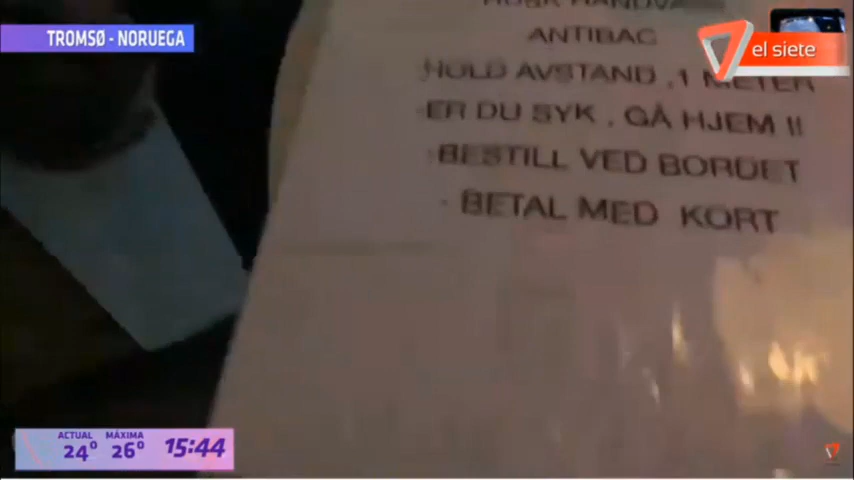 TROMSØ - NORUEGA
el siete
ANTIBAC
HOLD AVSTAND , 1 METER
ER DU SYK , GÅ HJEM !!
BESTILL VED BORDET
- BETAL MED KORT
ACTUAL MÁXIMA
24° 26° 15:44